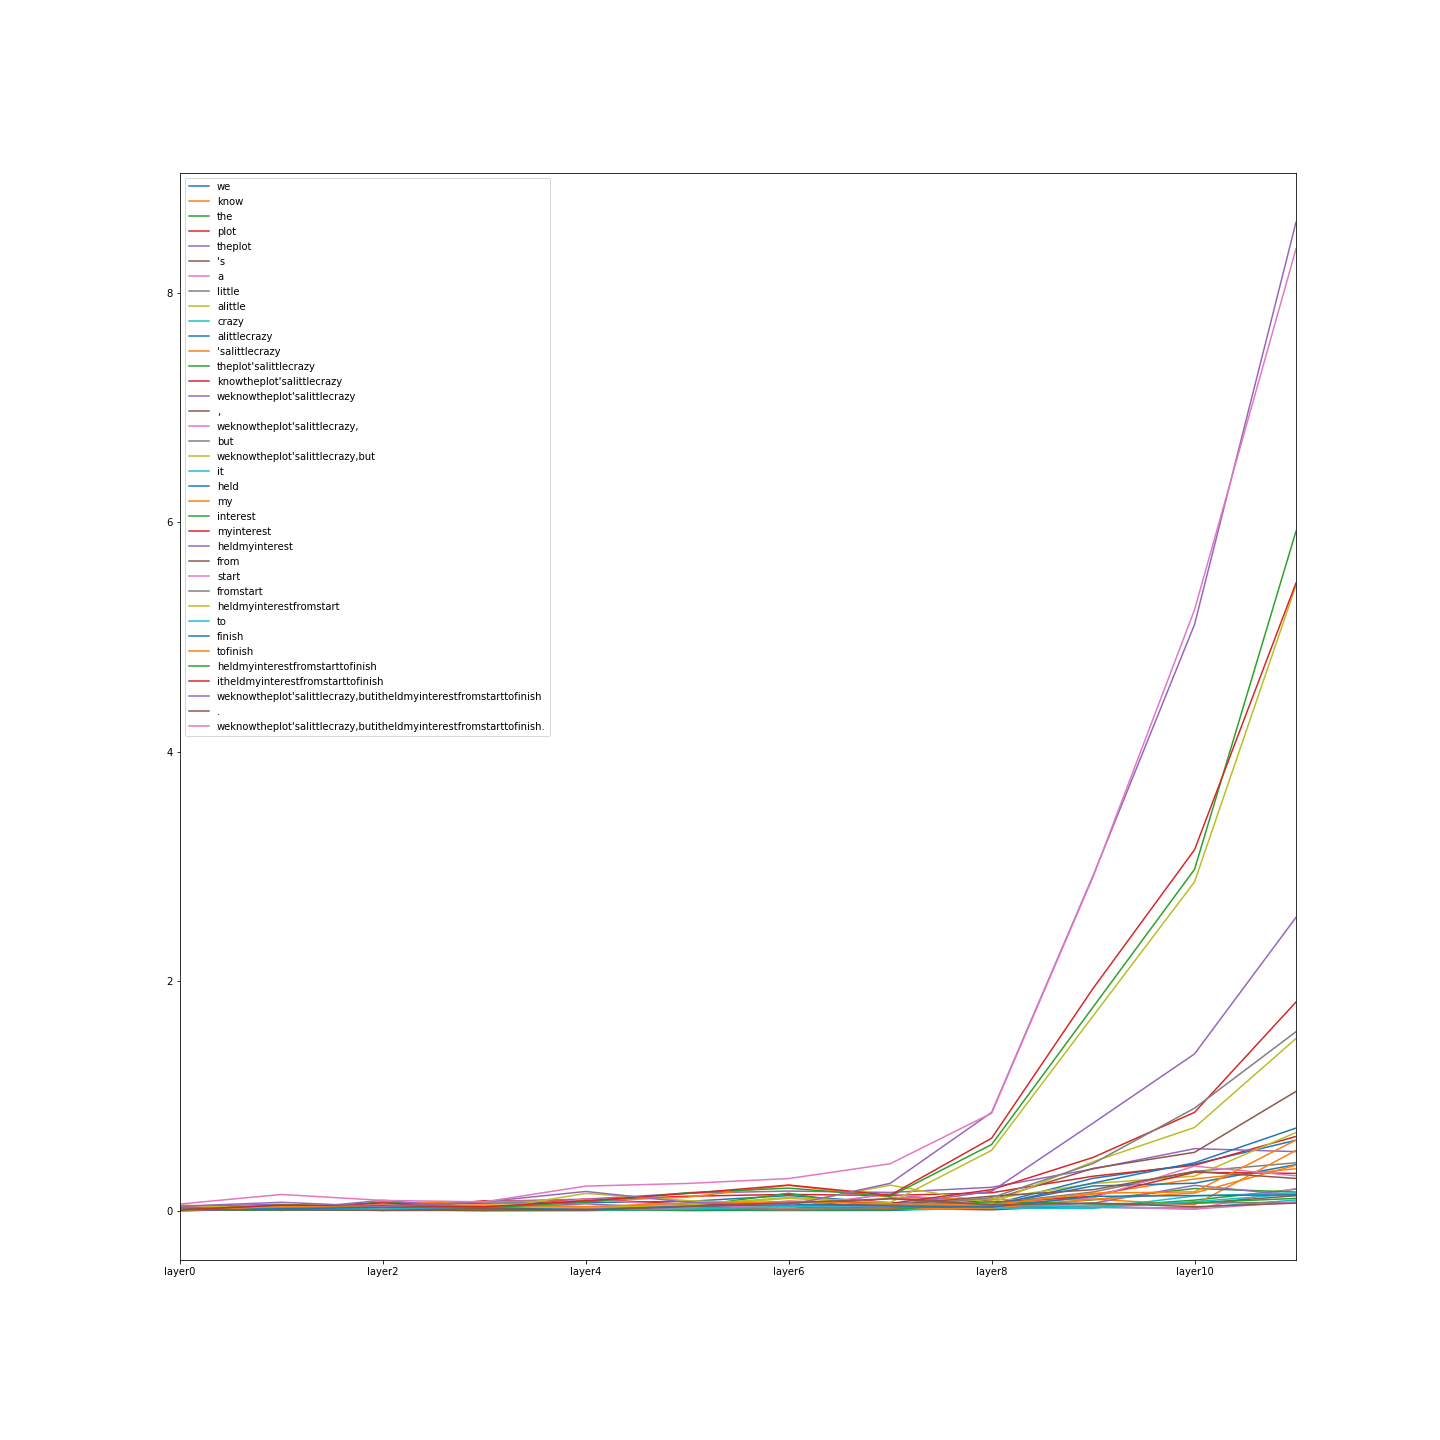 we
know
the
plot
theplot
's
a
little
alittle
crazy
alittlecrazy
'salittlecrazy
theplot'salittlecrazy
knowtheplot'salittlecrazy
weknowtheplot'salittlecrazy
,
weknowtheplot'salittlecrazy,
but
weknowtheplot'salittlecrazy,but
it
held
my
interest
myinterest
heldmyinterest
from
start
fromstart
heldmyinterestfromstart
to
finish
tofinish
heldmyinterestfromstarttofinish
itheldmyinterestfromstarttofinish
weknowtheplot'salittlecrazy,butitheldmyinterestfromstarttofinish
.
weknowtheplot'salittlecrazy,butitheldmyinterestfromstarttofinish.
8
6
4
2
0
layer0 layer2 layer4 layer6 layer8 layer10